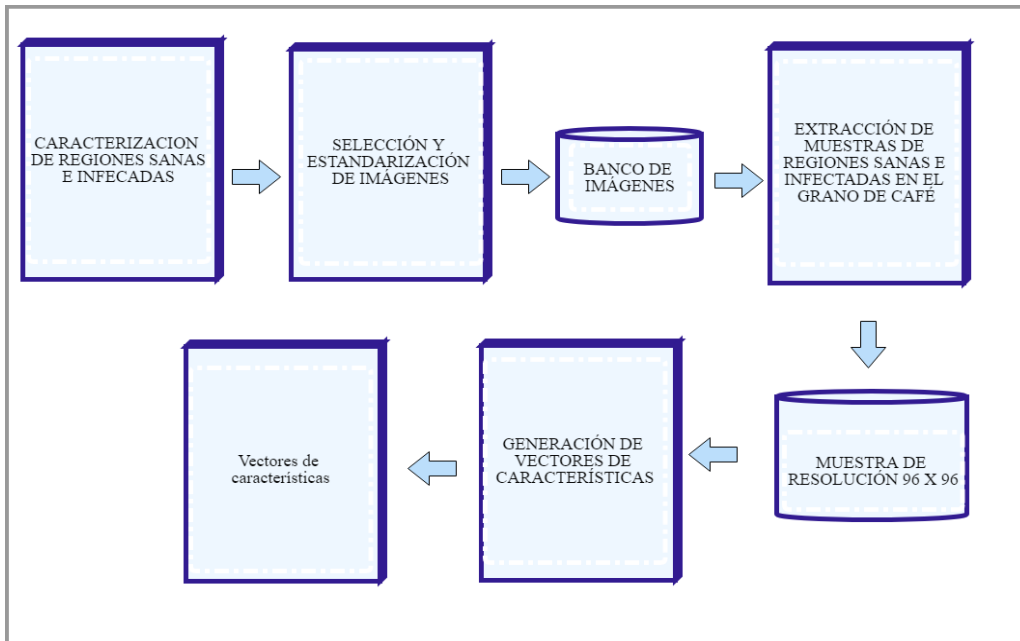 CARACTERIZACION
DE REGIONES SANAS
E INFECADAS
SELECCIÓN Y
ESTANDARIZACIÓN
DE IMÁGENES
BANCO DE
IMÁGENES
EXTRACCIÓN DE
MUESTRAS DE
REGIONES SANAS E
INFECTADAS EN EL
GRANO DE CAFÉ
MUESTRA DE
RESOLUCIÓN 96 X 96
GENERACIÓN DE
VECTORES DE
CARACTERÍSTICAS
Vectores de
características